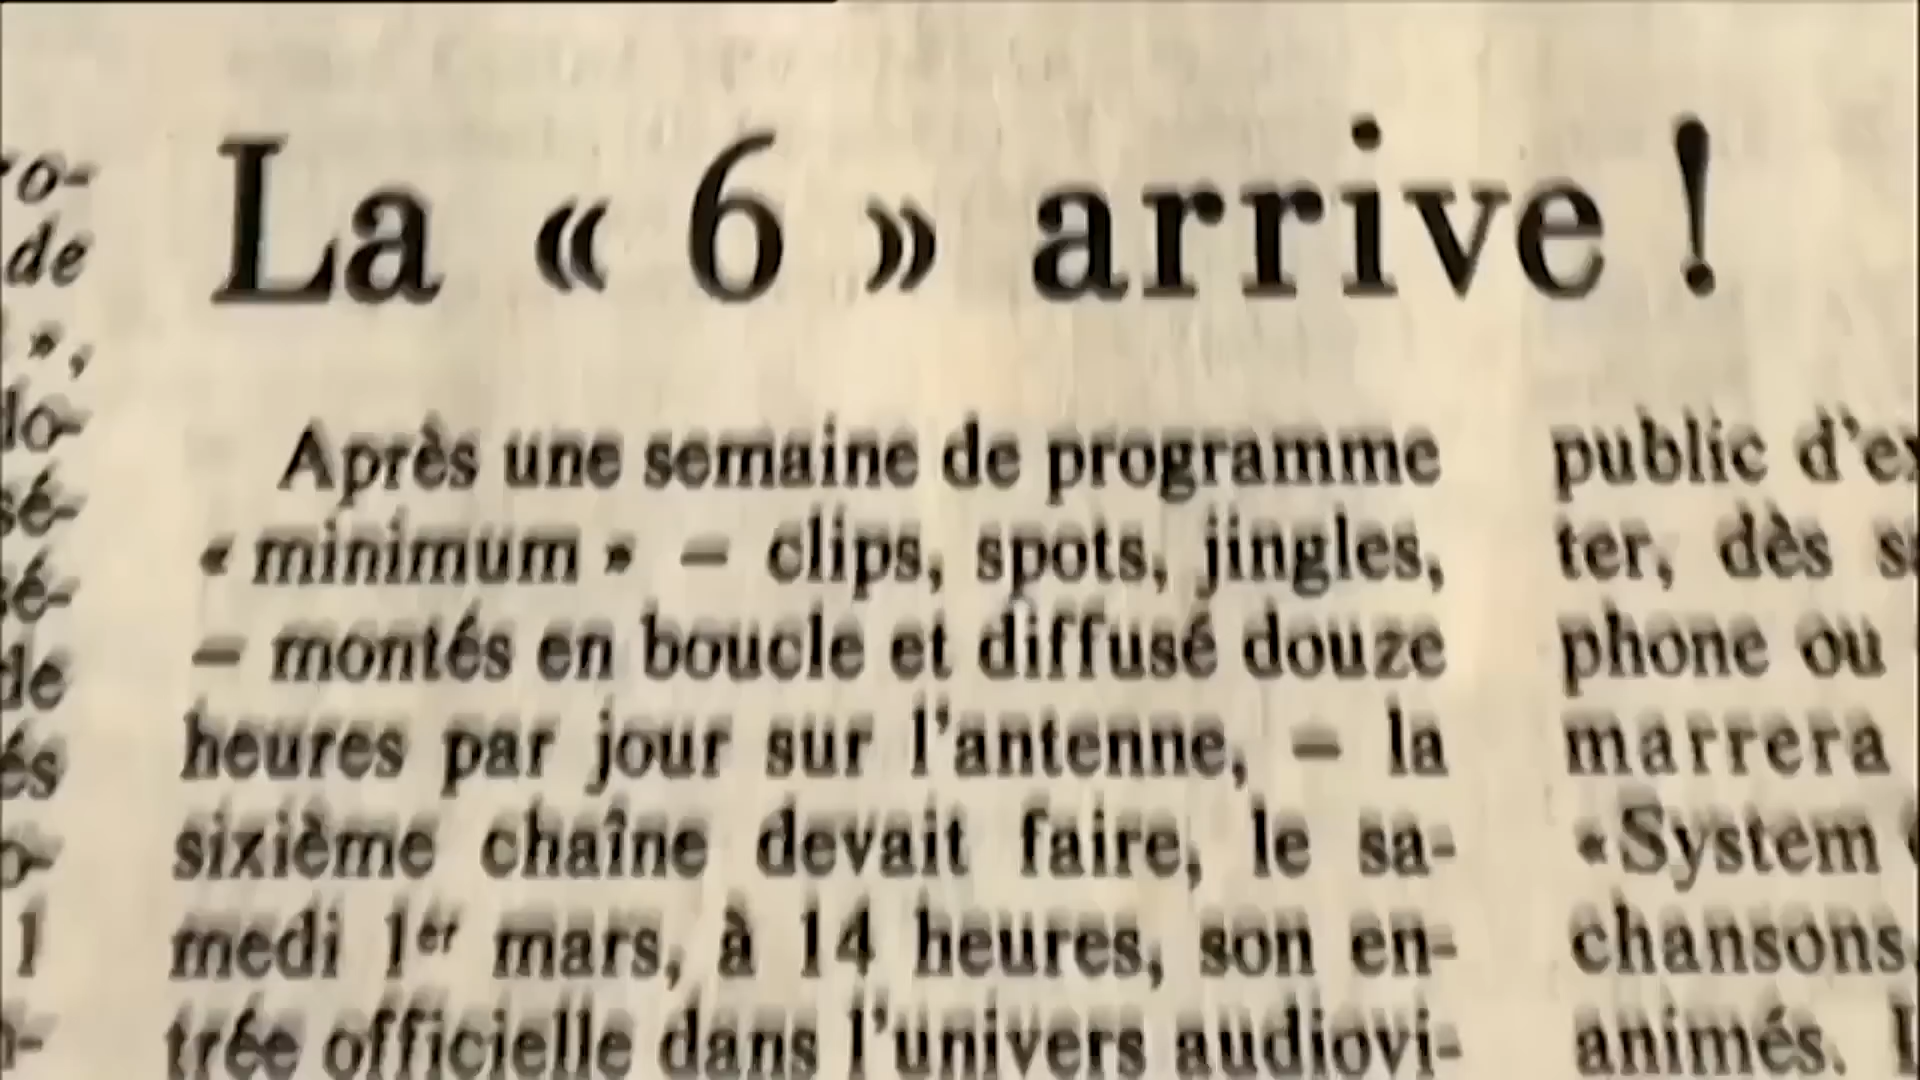 La « 6 » arrive !
Après une semaine de programme
« minimum » – clips, spots, jingles,
– montés en boucle et diffusé douze
heures par jour sur l'antenne, – la
sixième chaîne devait faire, le sa-
medi 1er mars, à 14 heures, son en-
trée officielle dans l'univers audiovi-
public
ter, dès
phone ou
marrera
«System
chansons,
animés.